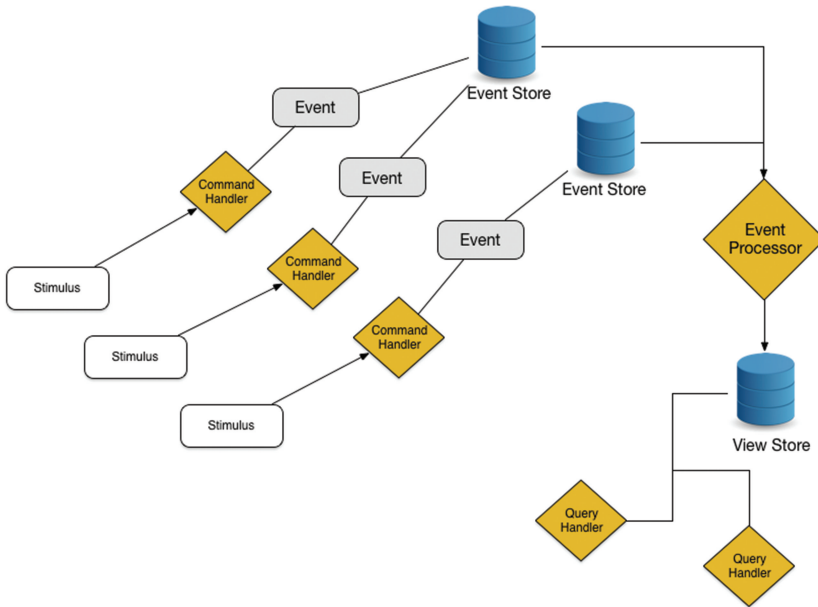 Event Store
Event
Event Store
Event
Command
Handler
Event
Event
Processor
Command
Handler
Stimulus
Command
Handler
Stimulus
Stimulus
View Store
Query
Handler
Query
Handler